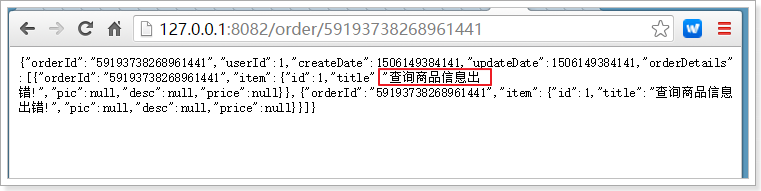 127.0.0.1:8082/order/59193738268961441
{"orderId":"59193738268961441","userId":1,"createDate":1506149384141,"updateDate":1506149384141,"orderDetails":
[{"orderId":"59193738268961441","item":{"id":1,"title":"查询商品信息出
错!","pic":null,"desc":null,"price":null}},{"orderId":"59193738268961441","item":{"id":1,"title":"查询商品信息
出错!","pic":null,"desc":null,"price":null}}]}